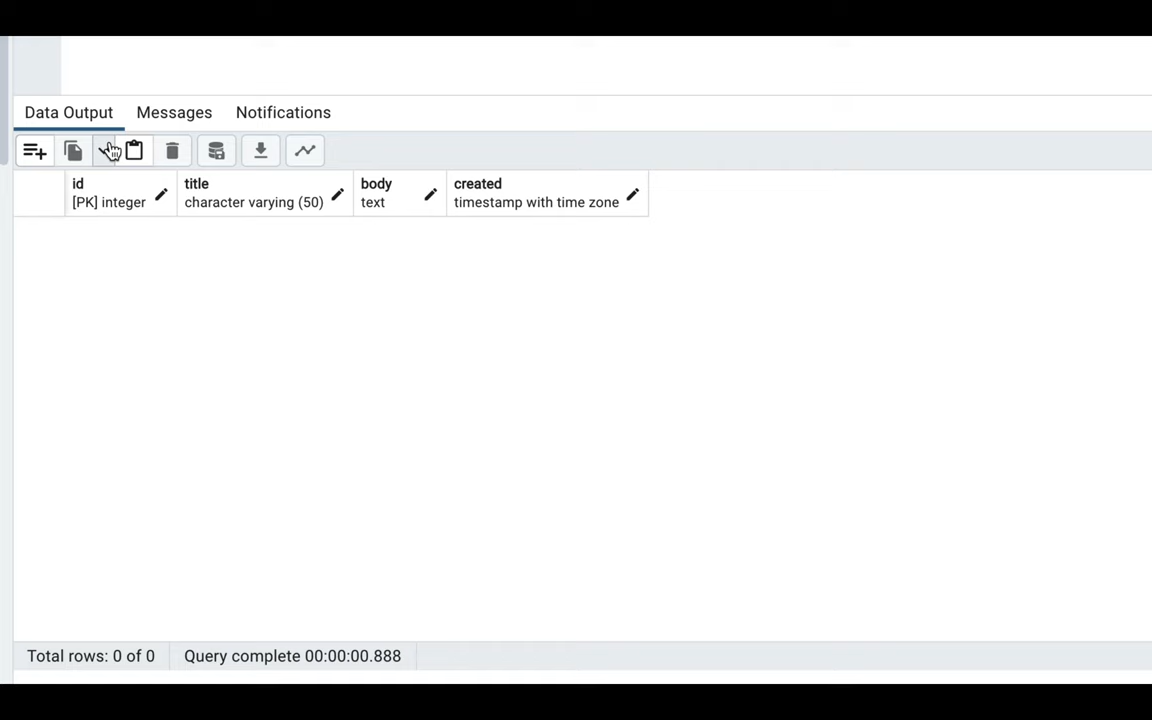 Data Output Messages Notifications
id title body created
[PK] integer character varying (50) text timestamp with time zone
Total rows: 0 of 0 Query complete 00:00:00.888